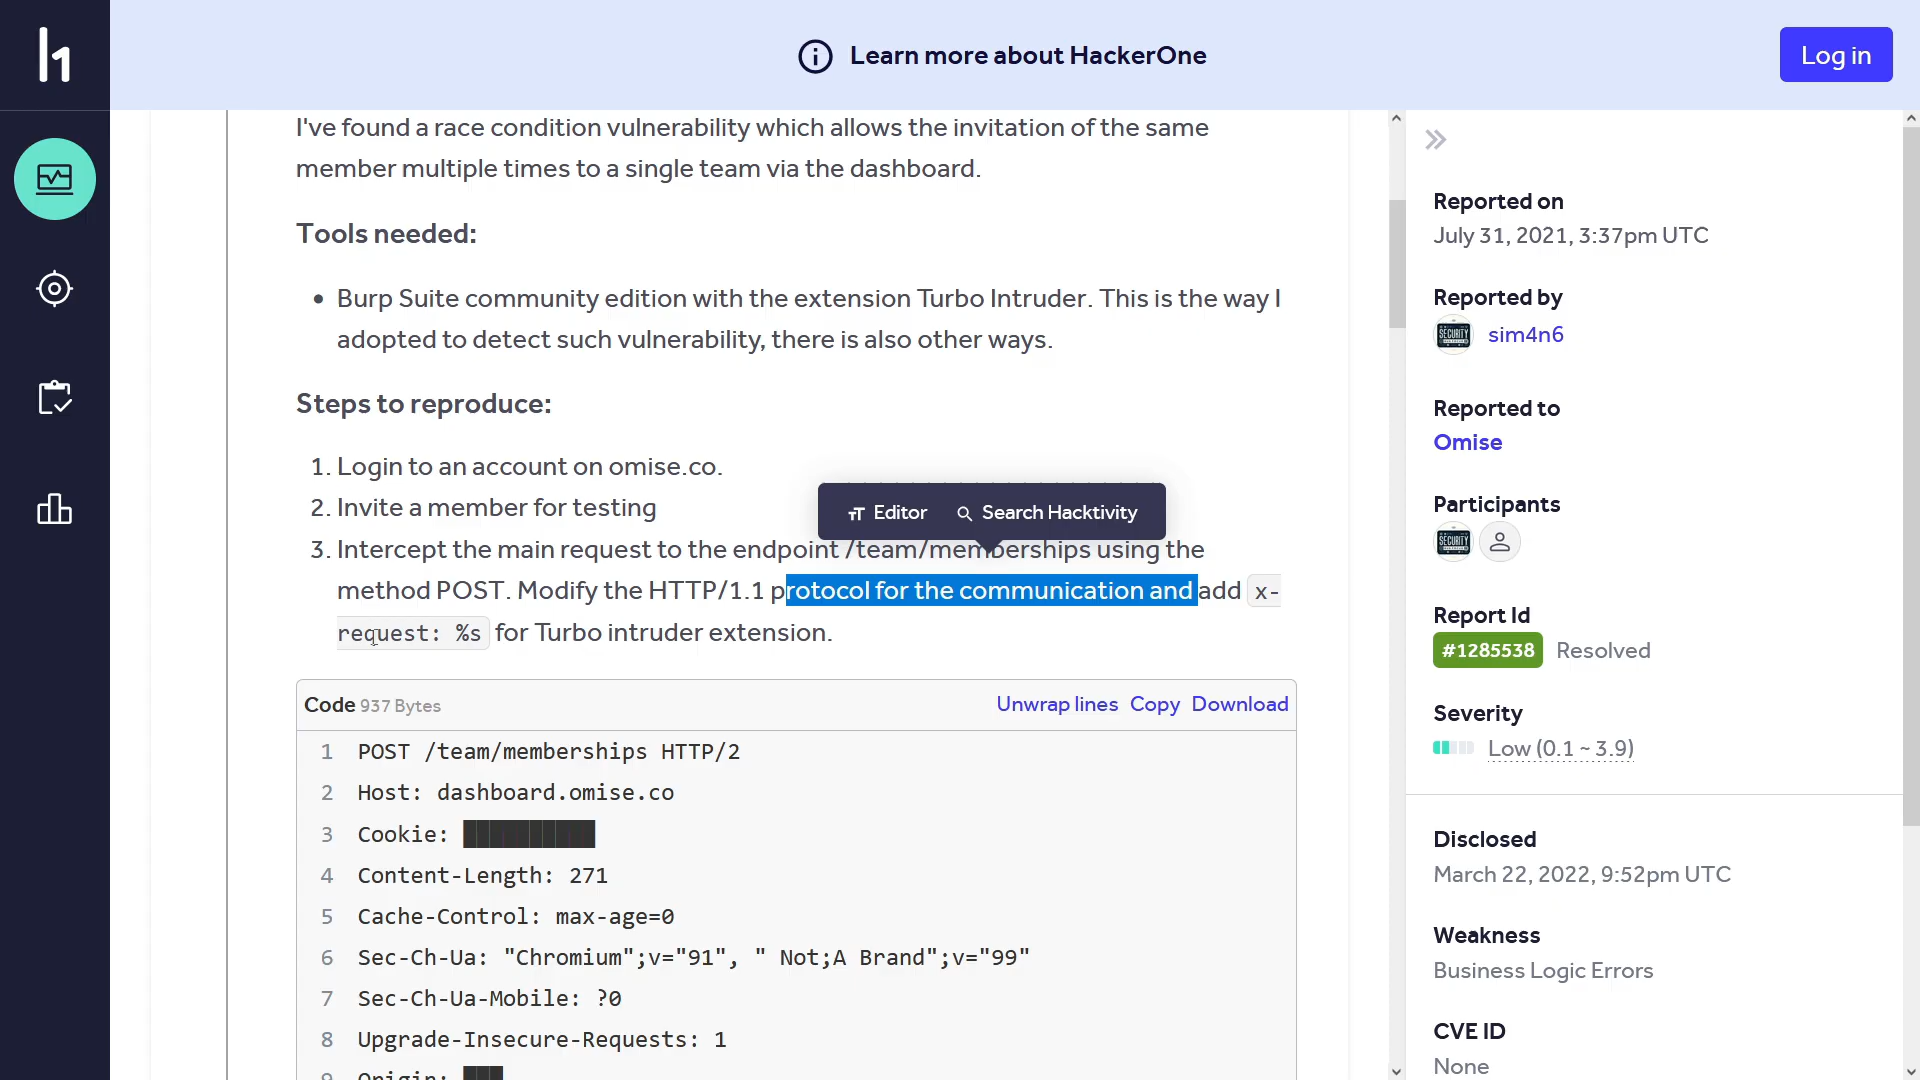 Learn more about HackerOne
Log in
I've found a race condition vulnerability which allows the invitation of the same
member multiple times to a single team via the dashboard.
Tools needed:
• Burp Suite community edition with the extension Turbo Intruder. This is the way I
adopted to detect such vulnerability, there is also other ways.
Steps to reproduce:
1. Login to an account on omise.co.
2. Invite a member for testing
Editor Search Hacktivity
3. Intercept the main request to the endpoint /team/memberships using the
method POST. Modify the HTTP/1.1 protocol for the communication and add x-
request: %s for Turbo intruder extension.
Code 937 Bytes Unwrap lines Copy Download
1 POST /team/memberships HTTP/2
2 Host: dashboard.omise.co
3 Cookie: ██████████
4 Content-Length: 271
5 Cache-Control: max-age=0
6 Sec-Ch-Ua: "Chromium";v="91", " Not;A Brand";v="99"
7 Sec-Ch-Ua-Mobile: ?0
8 Upgrade-Insecure-Requests: 1
9 Origin: ███
Reported on
July 31, 2021, 3:37pm UTC
Reported by
SECURITY sim4n6
Reported to
Omise
Participants
SECURITY
Report Id
#1285538 Resolved
Severity
Low (0.1 ~ 3.9)
Disclosed
March 22, 2022, 9:52pm UTC
Weakness
Business Logic Errors
CVE ID
None